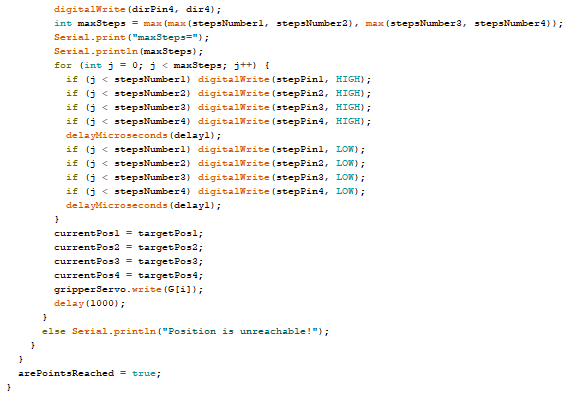 digitalWrite(dirPin4, dir4);
int maxSteps = max(max(stepsNumber1, stepsNumber2), max(stepsNumber3, stepsNumber4));
Serial.print("maxSteps=");
Serial.println(maxSteps);
for (int j = 0; j < maxSteps; j++) {
if (j < stepsNumber1) digitalWrite(stepPin1, HIGH);
if (j < stepsNumber2) digitalWrite(stepPin2, HIGH);
if (j < stepsNumber3) digitalWrite(stepPin3, HIGH);
if (j < stepsNumber4) digitalWrite(stepPin4, HIGH);
delayMicroseconds(delay1);
if (j < stepsNumber1) digitalWrite(stepPin1, LOW);
if (j < stepsNumber2) digitalWrite(stepPin2, LOW);
if (j < stepsNumber3) digitalWrite(stepPin3, LOW);
if (j < stepsNumber4) digitalWrite(stepPin4, LOW);
delayMicroseconds(delay1);
}
currentPos1 = targetPos1;
currentPos2 = targetPos2;
currentPos3 = targetPos3;
currentPos4 = targetPos4;
gripperServo.write(G[i]);
delay(1000);
}
else Serial.println("Position is unreachable!");
}
}
arePointsReached = true;
}